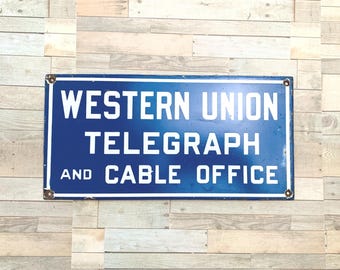 WESTERN UNION
TELEGRAPH
AND CABLE OFFICE